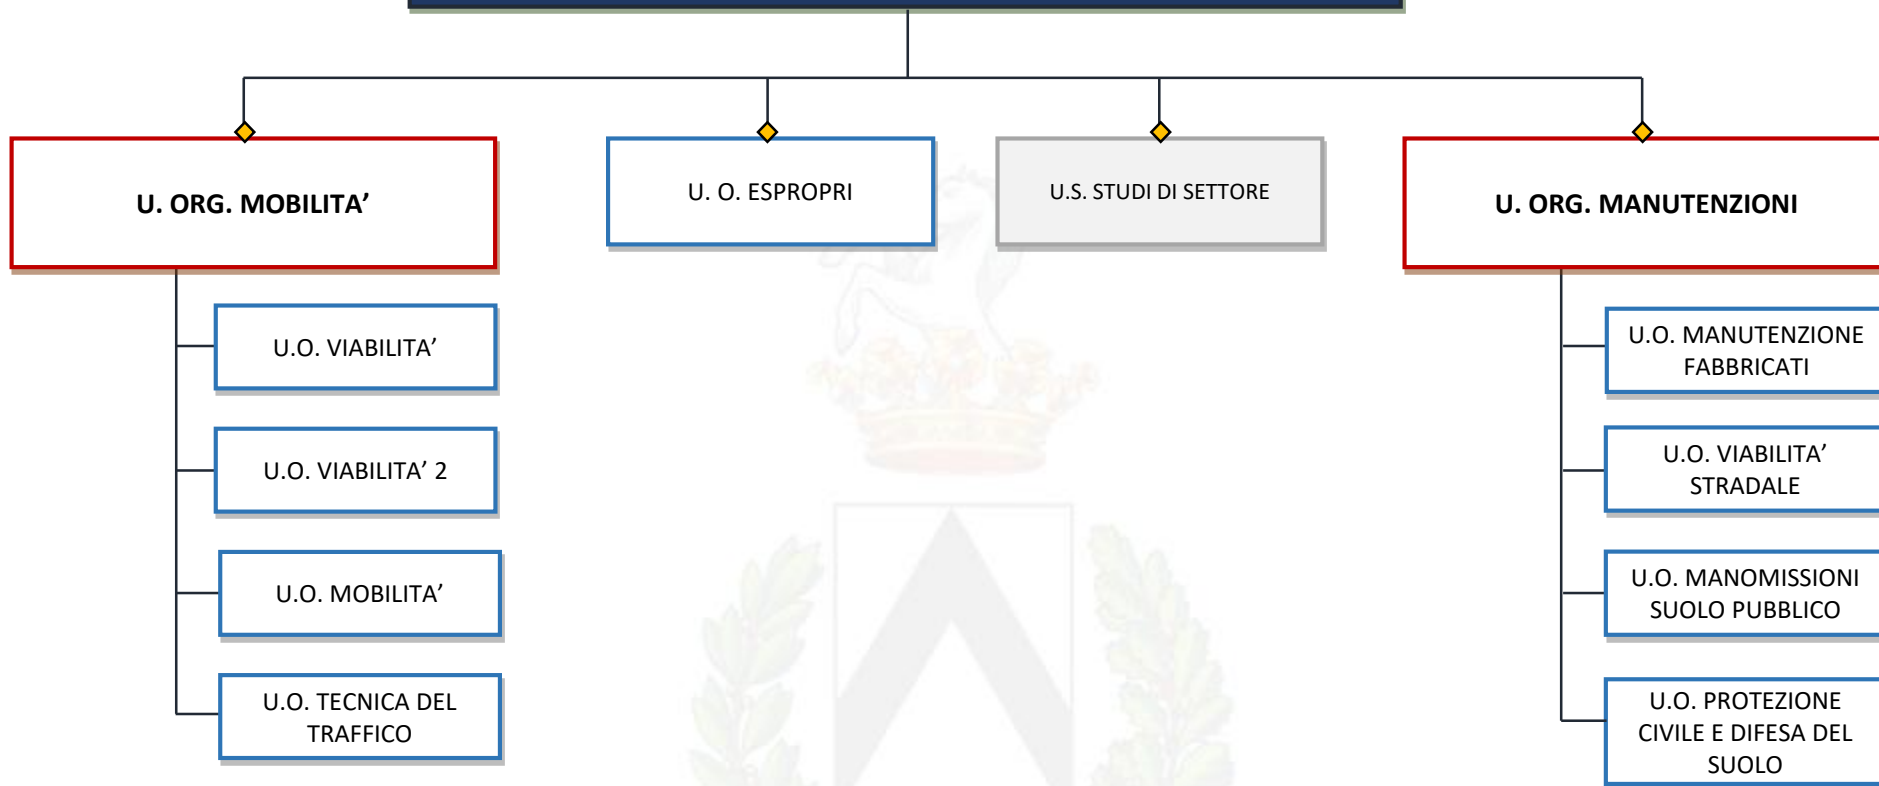 U. ORG. MOBILITA’
U. O. ESPROPRI
U.S. STUDI DI SETTORE
U. ORG. MANUTENZIONI
U.O. VIABILITA’
U.O. VIABILITA’ 2
U.O. MOBILITA’
U.O. TECNICA DEL
TRAFFICO
U.O. MANUTENZIONE
FABBRICATI
U.O. VIABILITA’
STRADALE
U.O. MANOMISSIONI
SUOLO PUBBLICO
U.O. PROTEZIONE
CIVILE E DIFESA DEL
SUOLO